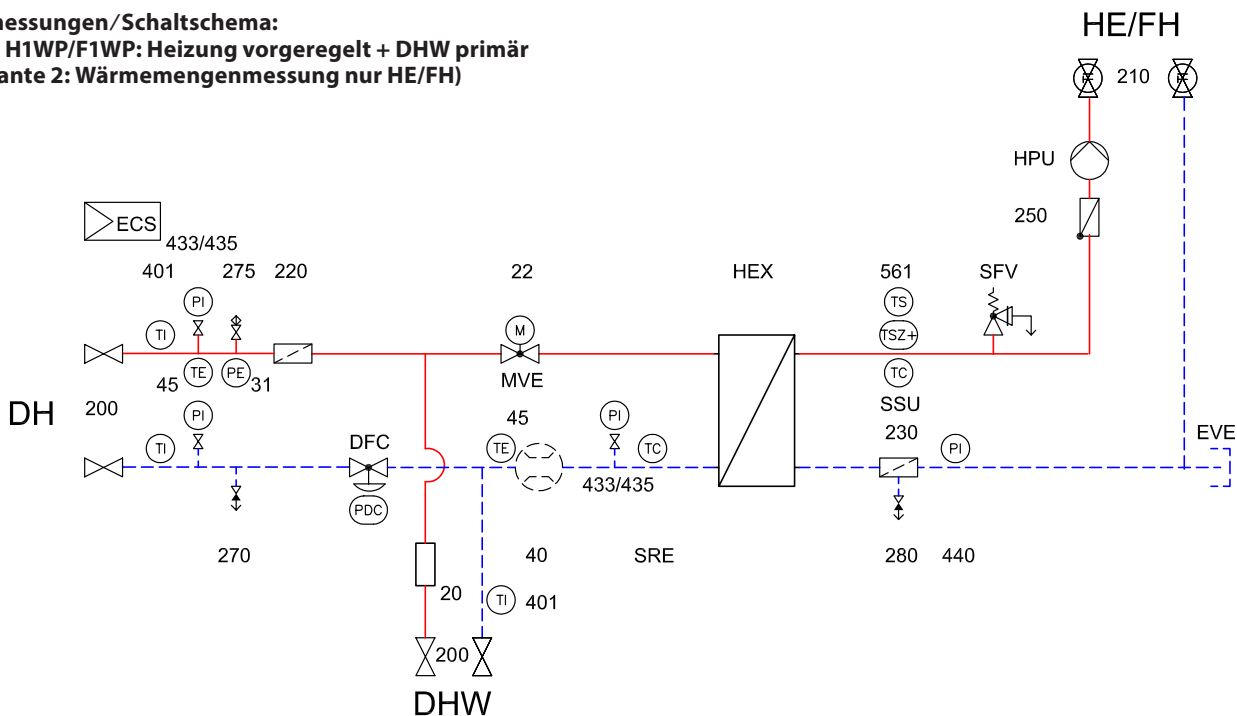 nessungen/Schaltschema:
H1WP/F1WP: Heizung vorgeregelt + DHW primär
ante 2: Wärmemengenmessung nur HE/FH)
HE/FH
210
HPU
250
ECS
433/435
401 275 220 22 HEX 561 SFV
PI
TI
M
TS
TSZ+
TE
PE
45
31
MVE
TC
SSU
DH
200
PI
TI
DFC
45
TE
PI
TC
230
PI
EVE
433/435
PDC
270
40
SRE
280 440
20
TI
401
200
DHW